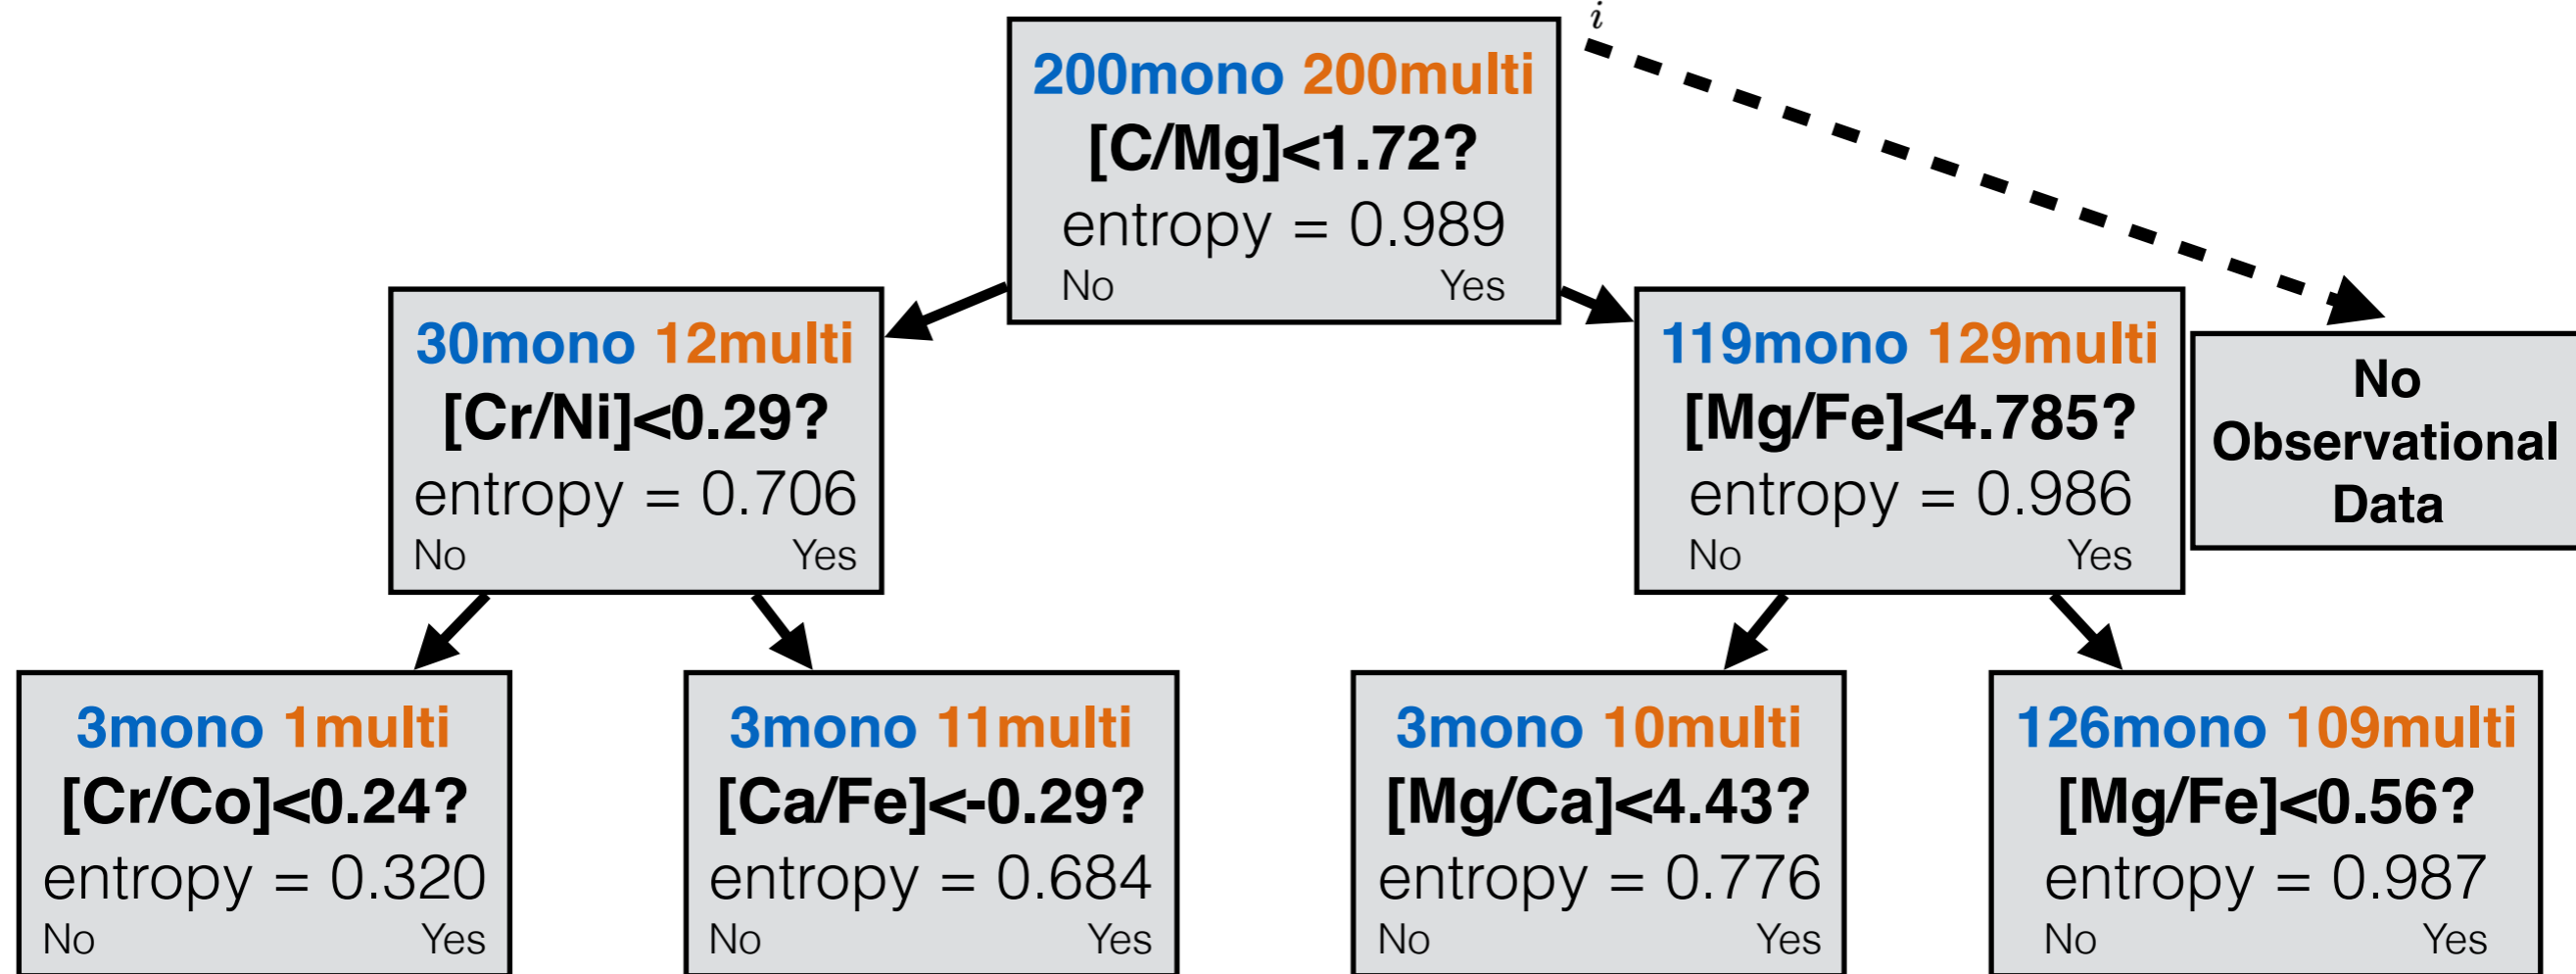 i
200mono 200multi
[C/Mg]<1.72?
entropy = 0.989
No Yes
30mono 12multi
[Cr/Ni]<0.29?
entropy = 0.706
No Yes
119mono 129multi
[Mg/Fe]<4.785?
entropy = 0.986
No Yes
No
Observational
Data
3mono 1multi
[Cr/Co]<0.24?
entropy = 0.320
No Yes
3mono 11multi
[Ca/Fe]<-0.29?
entropy = 0.684
No Yes
3mono 10multi
[Mg/Ca]<4.43?
entropy = 0.776
No Yes
126mono 109multi
[Mg/Fe]<0.56?
entropy = 0.987
No Yes